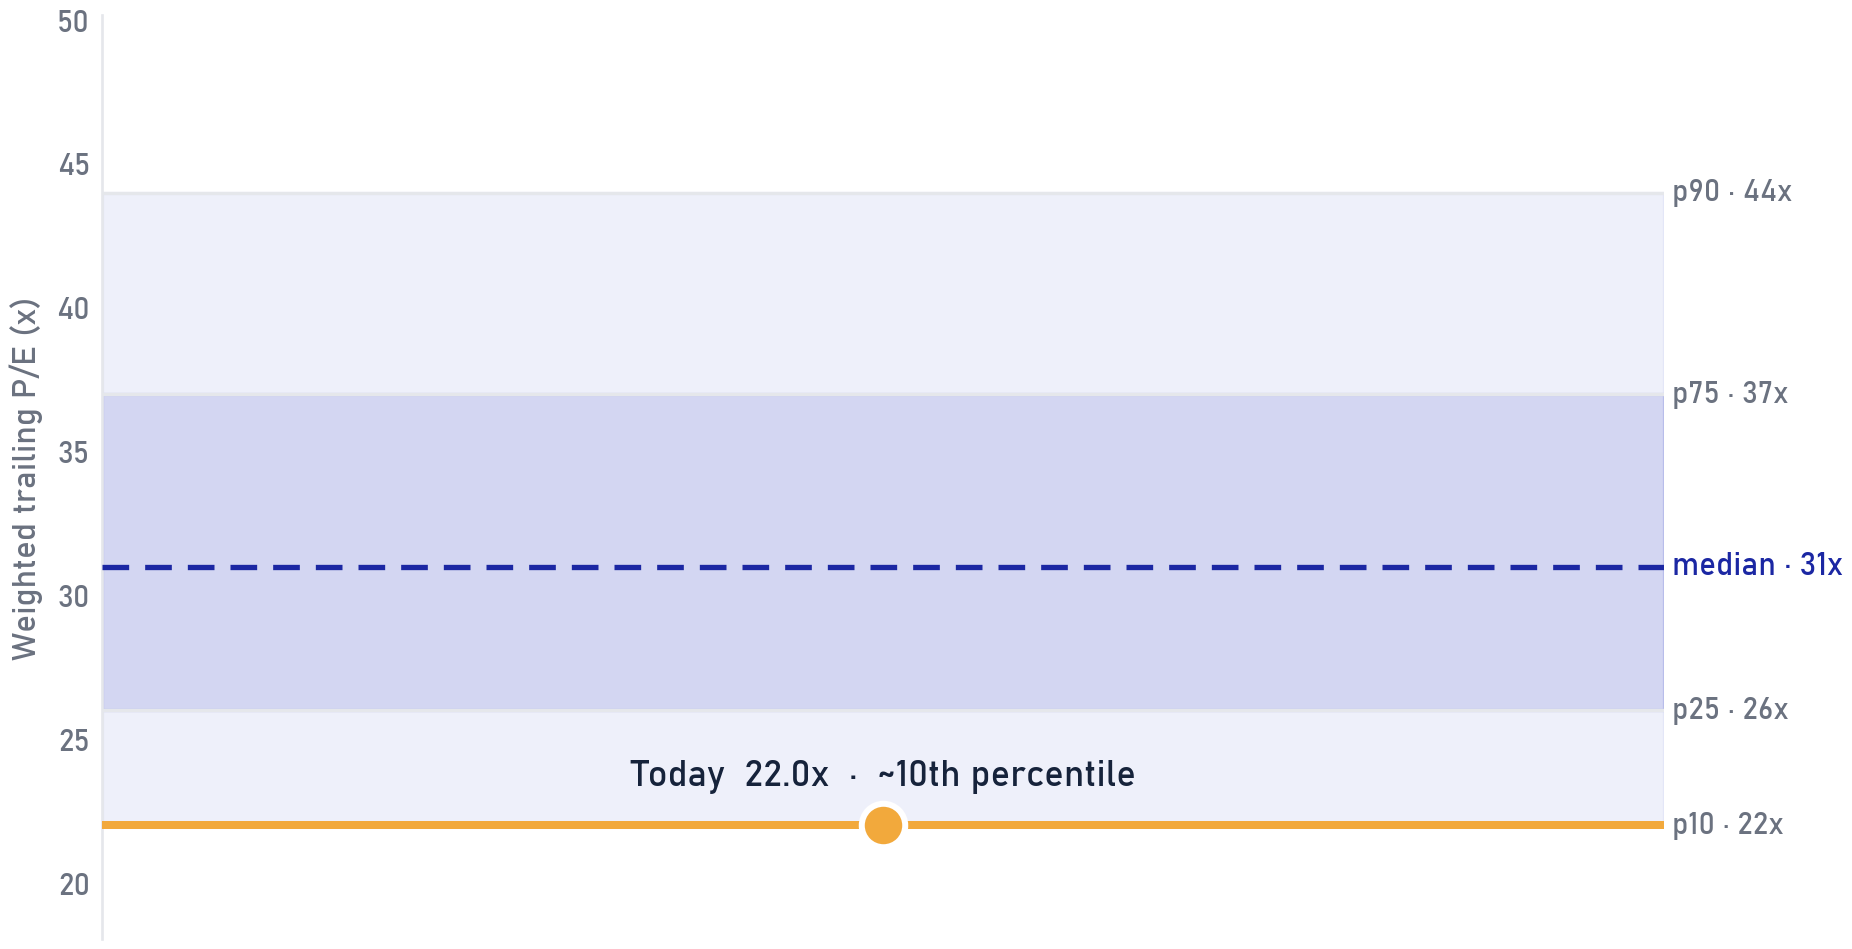 50
45
40
35
30
25
20
Weighted trailing P/E (x)
p90 · 44x
p75 · 37x
median · 31x
p25 · 26x
Today 22.0x · ~10th percentile
p10 · 22x